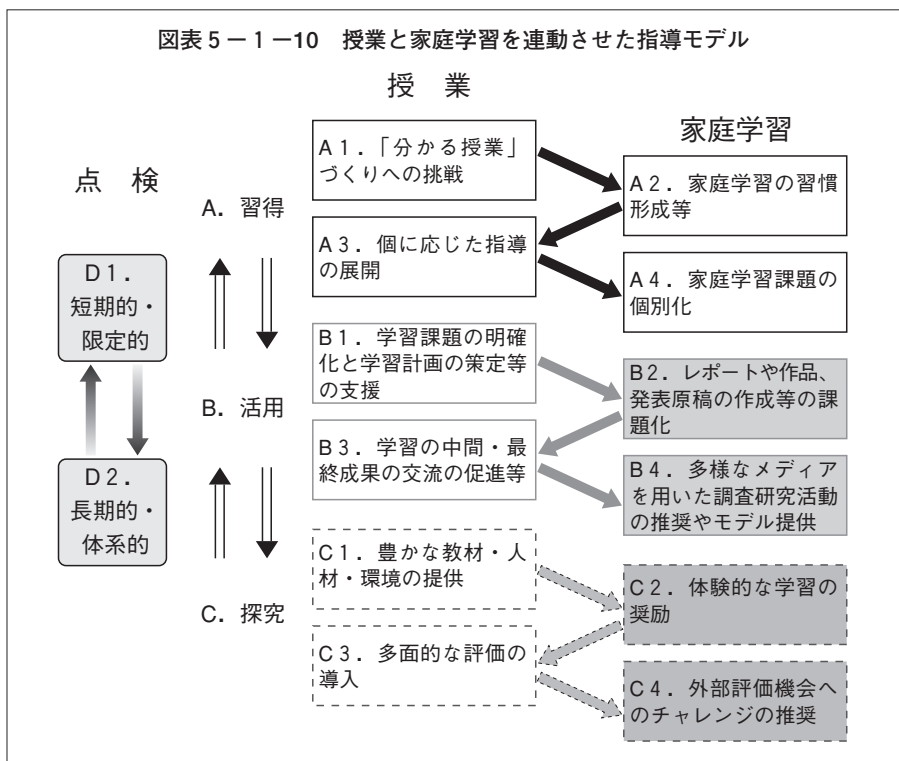 図表5－1－10　授業と家庭学習を連動させた指導モデル
授　業
家庭学習
点　検
A．習得
B．活用
C．探究
D1．
短期的・
限定的
D2．
長期的・
体系的
A1．「分かる授業」
づくりへの挑戦
A2．家庭学習の習慣
形成等
A3．個に応じた指導
の展開
A4．家庭学習課題の
個別化
B1．学習課題の明確
化と学習計画の策定等
の支援
B2．レポートや作品、
発表原稿の作成等の課
題化
B3．学習の中間・最
終成果の交流の促進等
B4．多様なメディア
を用いた調査研究活動
の推奨やモデル提供
C1．豊かな教材・人
材・環境の提供
C2．体験的な学習の
奨励
C3．多面的な評価の
導入
C4．外部評価機会へ
のチャレンジの推奨